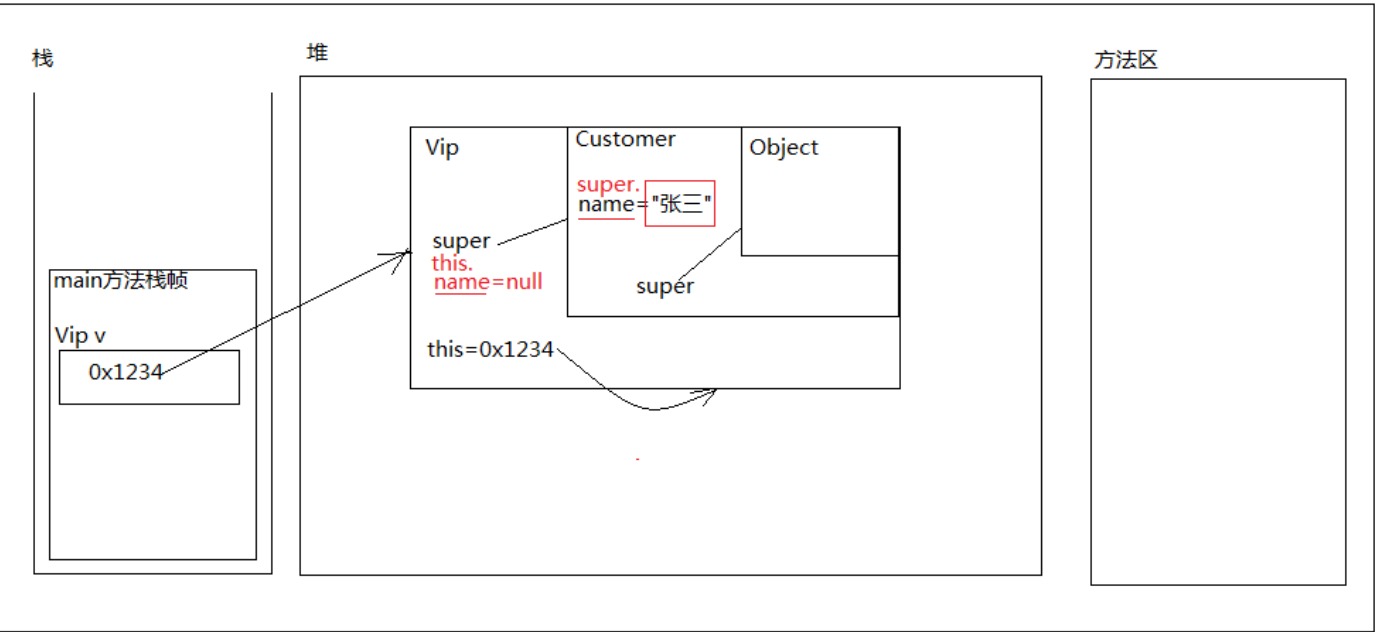 栈
堆
方法区
main方法栈帧
Vip v
0x1234
Vip
super
this.
name=null
this=0x1234
Customer
super.
name="张三"
super
Object